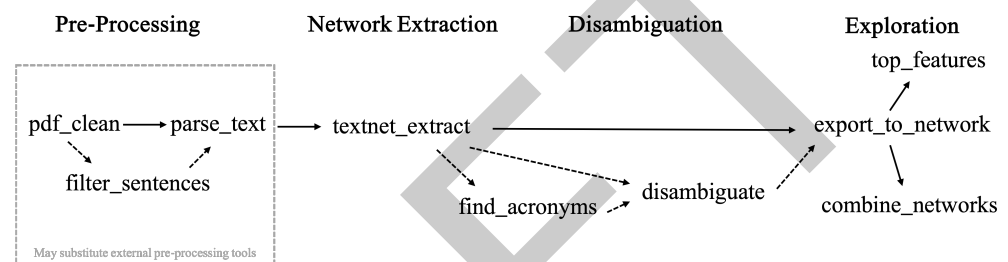 Pre-Processing
Network Extraction
Disambiguation
Exploration
top_features
pdf_clean
parse_text
textnet_extract
export_to_network
filter_sentences
find_acronyms
disambiguate
combine_networks
May substitute external pre-processing tools